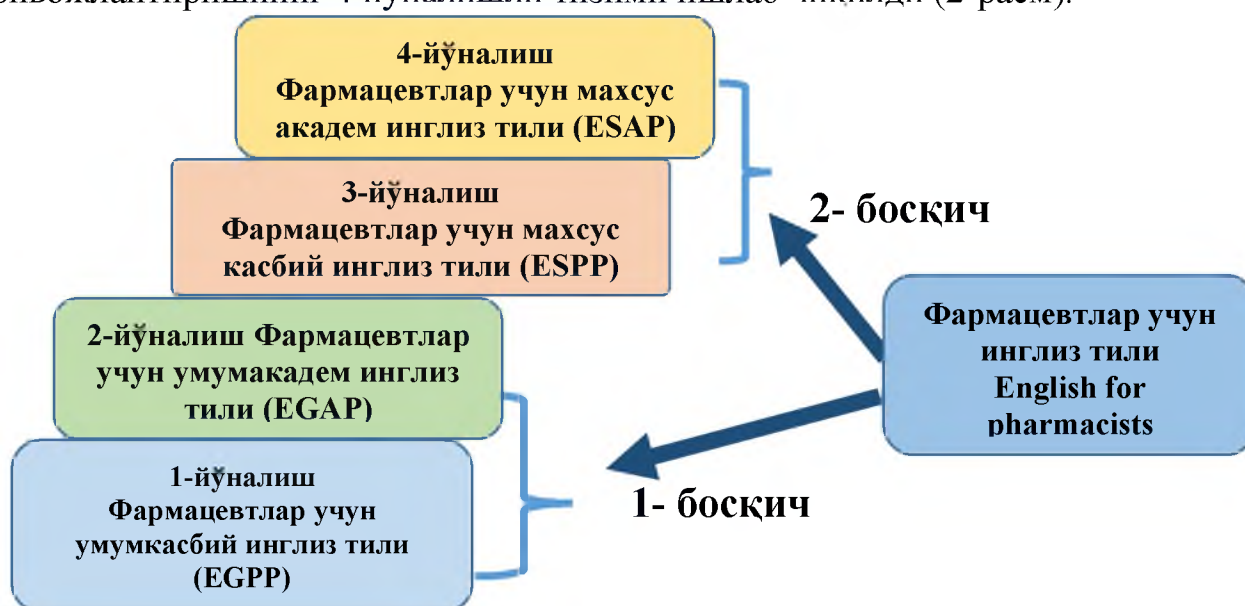 (2-расм).
4-йўналиш
Фармацевтлар учун махсус
академ инглиз тили (ESAP)
3-йўналиш
Фармацевтлар учун махсус
касбий инглиз тили (ESPP)
2- босқич
Фармацевтлар учун
инглиз тили
English for
pharmacists
2-йўналиш Фармацевтлар
учун умумакадем инглиз
тили (EGAP)
1- босқич
1-йўналиш
Фармацевтлар учун
умумкасбий инглиз тили
(EGPP)